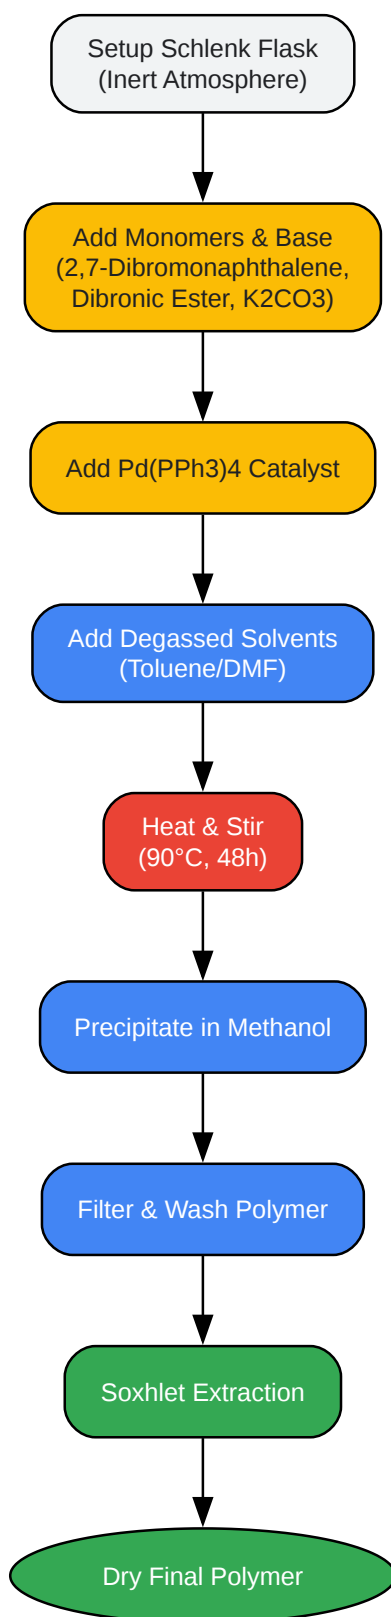 Setup Schlenk Flask
(Inert Atmosphere)
Add Monomers & Base
(2,7-Dibromonaphthalene,
Dibronic Ester, K2CO3)
Add Pd(PPh3)4 Catalyst
Add Degassed Solvents
(Toluene/DMF)
Heat & Stir
(90°C, 48h)
Precipitate in Methanol
Filter & Wash Polymer
Soxhlet Extraction
Dry Final Polymer